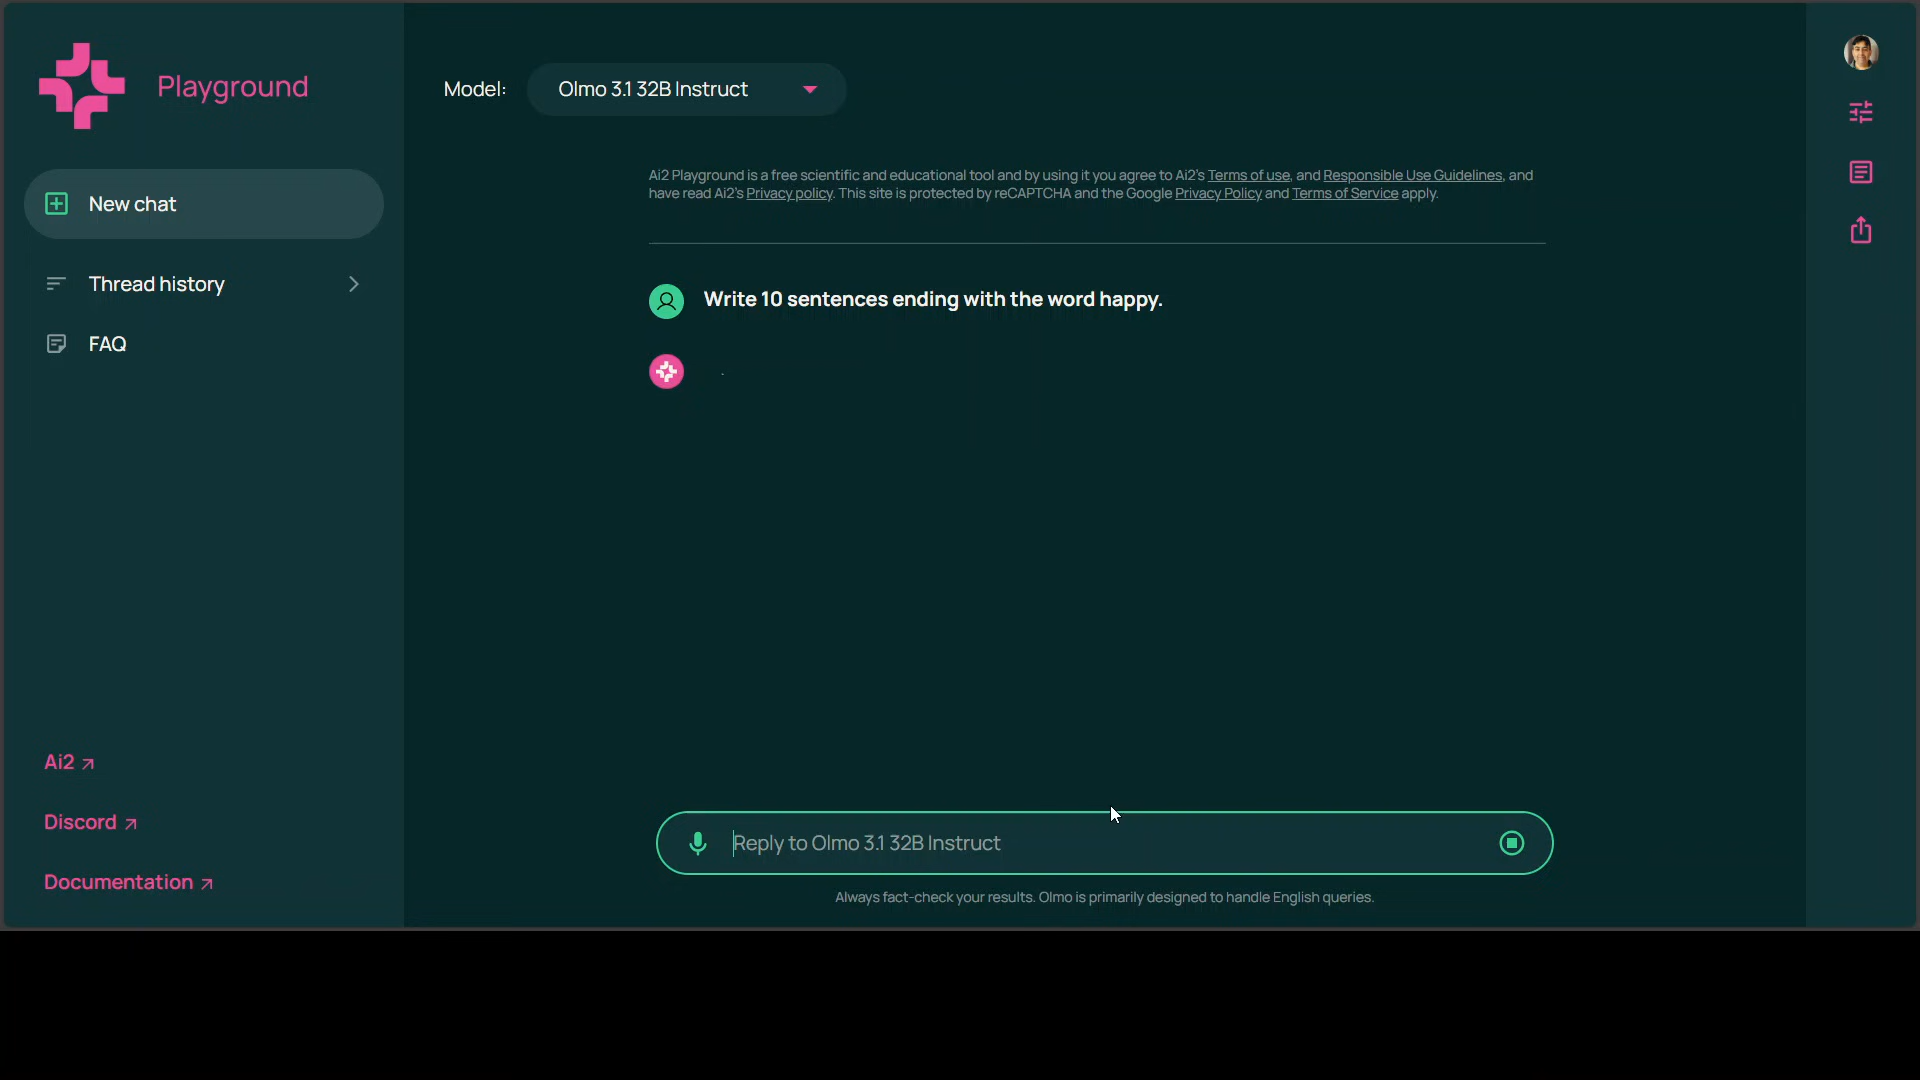 Playground
New chat
Thread history
FAQ
Ai2
Discord
Documentation
Model: Olmo 3.1 32B Instruct
Ai2 Playground is a free scientific and educational tool and by using it you agree to Ai2's Terms of use, and Responsible Use Guidelines, and
have read Ai2's Privacy policy. This site is protected by reCAPTCHA and the Google Privacy Policy and Terms of Service apply.
Write 10 sentences ending with the word happy.
Reply to Olmo 3.1 32B Instruct
Always fact-check your results. Olmo is primarily designed to handle English queries.